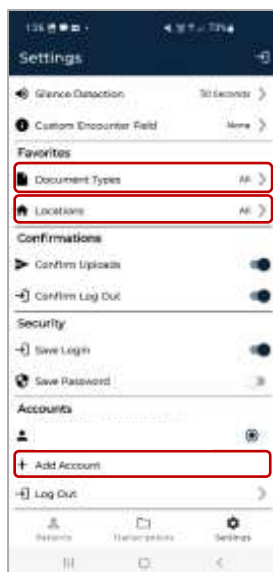 Settings
Silence Detection 30 Seconds
Custom Encounter Field None
Favorites
Document Types All
Locations All
Confirmations
Confirm Uploads
Confirm Log Out
Security
Save Login
Save Password
Accounts
Add Account
Log Out
Patients Transcriptions Settings